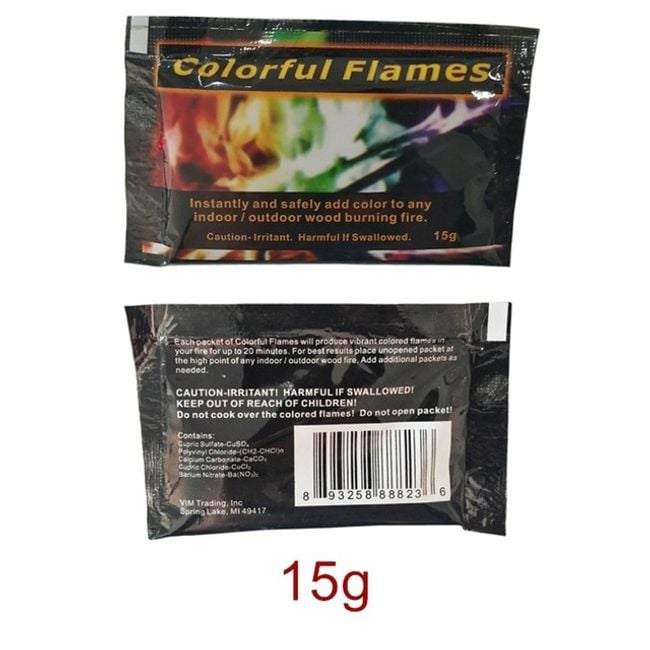 Colorful Flames
Instantly and safely add color to any
indoor / outdoor wood burning fire.
Caution- Irritant. Harmful If Swallowed. 15g
Each packet of Colorful Flames will produce vibrant colored flames in
your fire for up to 20 minutes. For best results place unopened packet at
the high point of any indoor / outdoor wood fire. Add additional packets as
needed.
CAUTION-IRRITANT! HARMFUL IF SWALLOWED!
KEEP OUT OF REACH OF CHILDREN!
Do not cook over the colored flames! Do not open packet!
Contains:
Cupric Sulfate-CuSO₄
Polyvinyl Chloride-(CH2-CHCl)n
Calcium Carbonate-CaCO₃
Cupric Chloride-CuCl₂
Barium Nitrate-Ba(NO₃)₂
8 93258 88823 6
VIM Trading, Inc
Spring Lake, MI 49417
15g